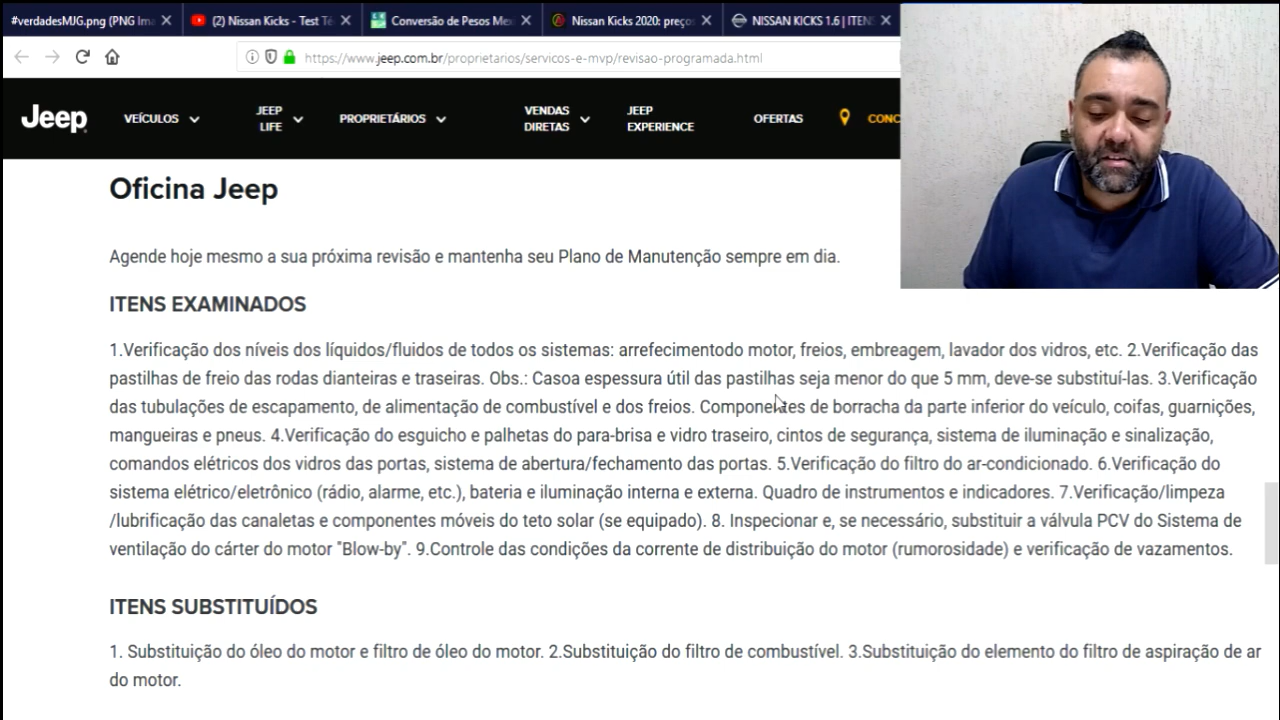 #verdadesMJG.png (PNG Ima
(2) Nissan Kicks - Test Té
Conversão de Pesos Mex
Nissan Kicks 2020: preços
NISSAN KICKS 1.6 | ITENS
https://www.jeep.com.br/proprietarios/servicos-e-mvp/revisao-programada.html
Jeep
VEÍCULOS
JEEP
LIFE
PROPRIETÁRIOS
VENDAS
DIRETAS
JEEP
EXPERIENCE
OFERTAS
CONC
Oficina Jeep
Agende hoje mesmo a sua próxima revisão e mantenha seu Plano de Manutenção sempre em dia.
ITENS EXAMINADOS
1.Verificação dos níveis dos líquidos/fluidos de todos os sistemas: arrefecimentodo motor, freios, embreagem, lavador dos vidros, etc. 2.Verificação das
pastilhas de freio das rodas dianteiras e traseiras. Obs.: Casoa espessura útil das pastilhas seja menor do que 5 mm, deve-se substituí-las. 3.Verificação
das tubulações de escapamento, de alimentação de combustível e dos freios. Componentes de borracha da parte inferior do veículo, coifas, guarnições,
mangueiras e pneus. 4.Verificação do esguicho e palhetas do para-brisa e vidro traseiro, cintos de segurança, sistema de iluminação e sinalização,
comandos elétricos dos vidros das portas, sistema de abertura/fechamento das portas. 5.Verificação do filtro do ar-condicionado. 6.Verificação do
sistema elétrico/eletrônico (rádio, alarme, etc.), bateria e iluminação interna e externa. Quadro de instrumentos e indicadores. 7.Verificação/limpeza
/lubrificação das canaletas e componentes móveis do teto solar (se equipado). 8. Inspecionar e, se necessário, substituir a válvula PCV do Sistema de
ventilação do cárter do motor "Blow-by". 9.Controle das condições da corrente de distribuição do motor (rumorosidade) e verificação de vazamentos.
ITENS SUBSTITUÍDOS
1. Substituição do óleo do motor e filtro de óleo do motor. 2.Substituição do filtro de combustível. 3.Substituição do elemento do filtro de aspiração de ar
do motor.